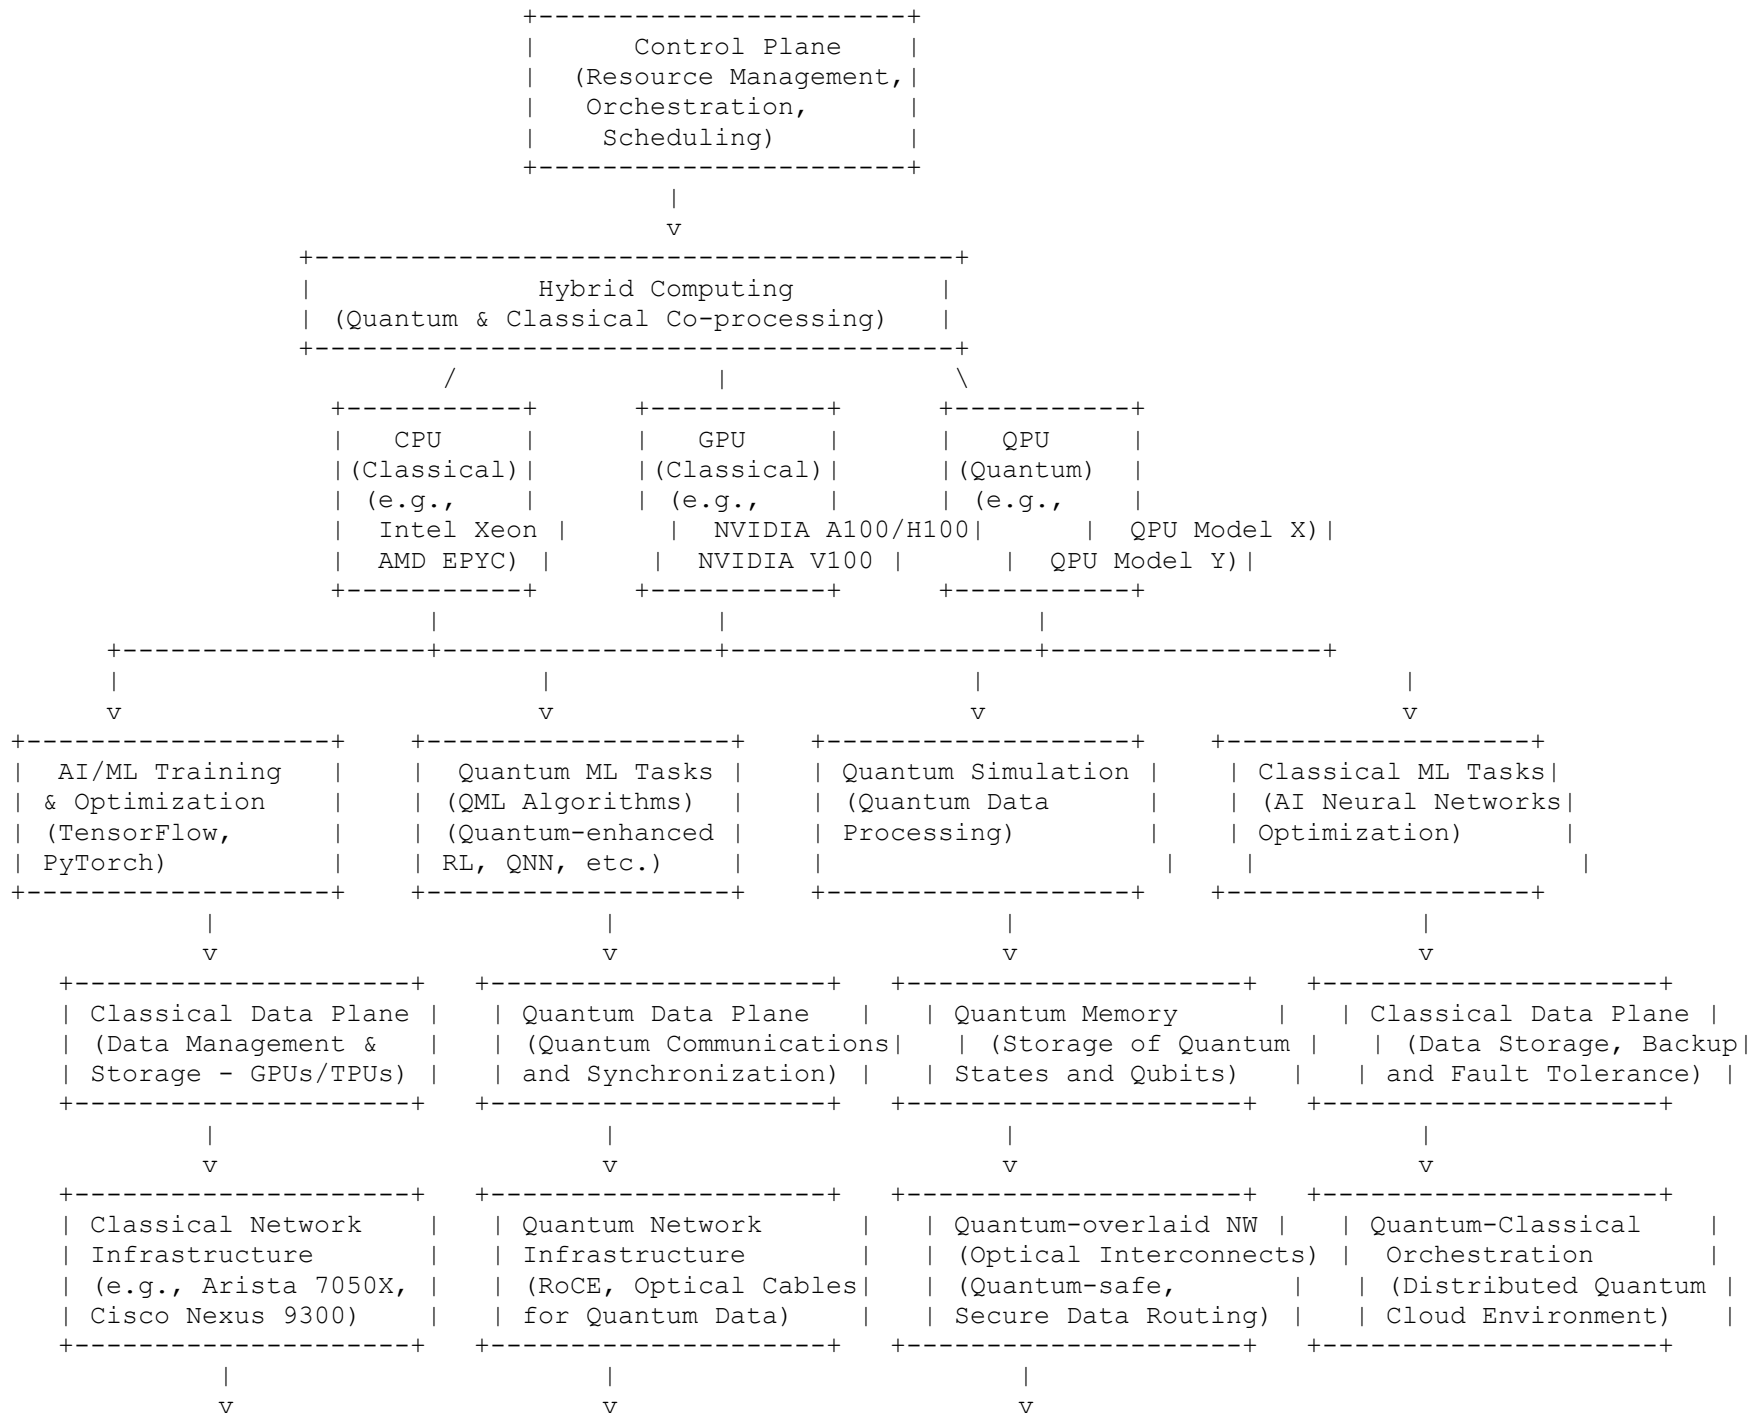 +-----------------------+
| Control Plane |
| (Resource Management,|
| Orchestration, |
| Scheduling) |
+-----------------------+
|
v
+----------------------------------------+
| Hybrid Computing |
| (Quantum & Classical Co-processing) |
+----------------------------------------+
/ | \
+-----------+ +-----------+ +-----------+
| CPU | | GPU | | QPU |
|(Classical)| |(Classical)| |(Quantum) |
| (e.g., | | (e.g., | | (e.g., |
| Intel Xeon | | NVIDIA A100/H100| | QPU Model X)|
| AMD EPYC) | | NVIDIA V100 | | QPU Model Y)|
+-----------+ +-----------+ +-----------+
| | |
+-------------------+-----------------+-------------------+-----------------+
| | | |
v v v v
+-------------------+ +-------------------+ +-------------------+ +-------------------+
| AI/ML Training | | Quantum ML Tasks | | Quantum Simulation | | Classical ML Tasks|
| & Optimization | | (QML Algorithms) | | (Quantum Data | | (AI Neural Networks|
| (TensorFlow, | | (Quantum-enhanced | | Processing) | | Optimization) |
| PyTorch) | | RL, QNN, etc.) | | | | |
+-------------------+ +-------------------+ +-------------------+ +-------------------+
| | | |
v v v v
+---------------------+ +---------------------+ +---------------------+ +---------------------+
| Classical Data Plane | | Quantum Data Plane | | Quantum Memory | | Classical Data Plane |
| (Data Management & | | (Quantum Communications| | (Storage of Quantum | | (Data Storage, Backup|
| Storage - GPUs/TPUs) | | and Synchronization) | | States and Qubits) | | and Fault Tolerance) |
+---------------------+ +---------------------+ +---------------------+ +---------------------+
| | | |
v v v v
+---------------------+ +---------------------+ +---------------------+ +---------------------+
| Classical Network | | Quantum Network | | Quantum-overlaid NW | | Quantum-Classical |
| Infrastructure | | Infrastructure | | (Optical Interconnects) | Orchestration |
| (e.g., Arista 7050X, | | (RoCE, Optical Cables| | (Quantum-safe, | | (Distributed Quantum |
| Cisco Nexus 9300) | | for Quantum Data) | | Secure Data Routing) | | Cloud Environment) |
+---------------------+ +---------------------+ +---------------------+ +---------------------+
| | |
v v v